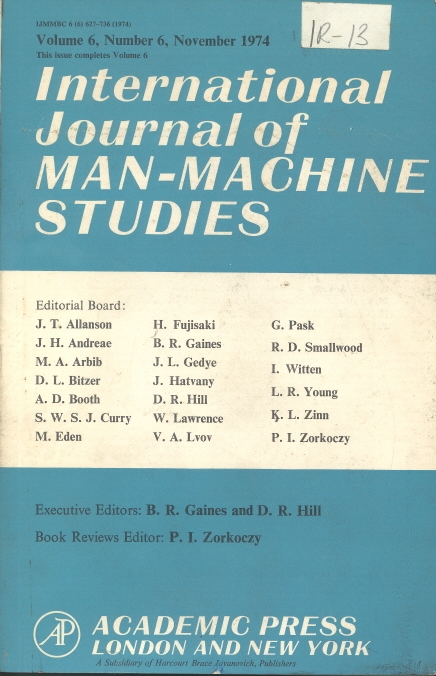 IJMMBC 6 (6) 627–736 (1974)
Volume 6, Number 6, November 1974
This issue completes Volume 6
1R-13
International
Journal of
MAN-MACHINE
STUDIES
Editorial Board:
J. T. Allanson
J. H. Andreae
M. A. Arbib
D. L. Bitzer
A. D. Booth
S. W. S. J. Curry
M. Eden
H. Fujisaki
B. R. Gaines
J. L. Gedye
J. Hatvany
D. R. Hill
W. Lawrence
V. A. Lvov
G. Pask
R. D. Smallwood
I. Witten
L. R. Young
K. L. Zinn
P. I. Zorkoczy
Executive Editors: B. R. Gaines and D. R. Hill
Book Reviews Editor: P. I. Zorkoczy
AP
ACADEMIC PRESS
LONDON AND NEW YORK
A Subsidiary of Harcourt Brace Jovanovich, Publishers